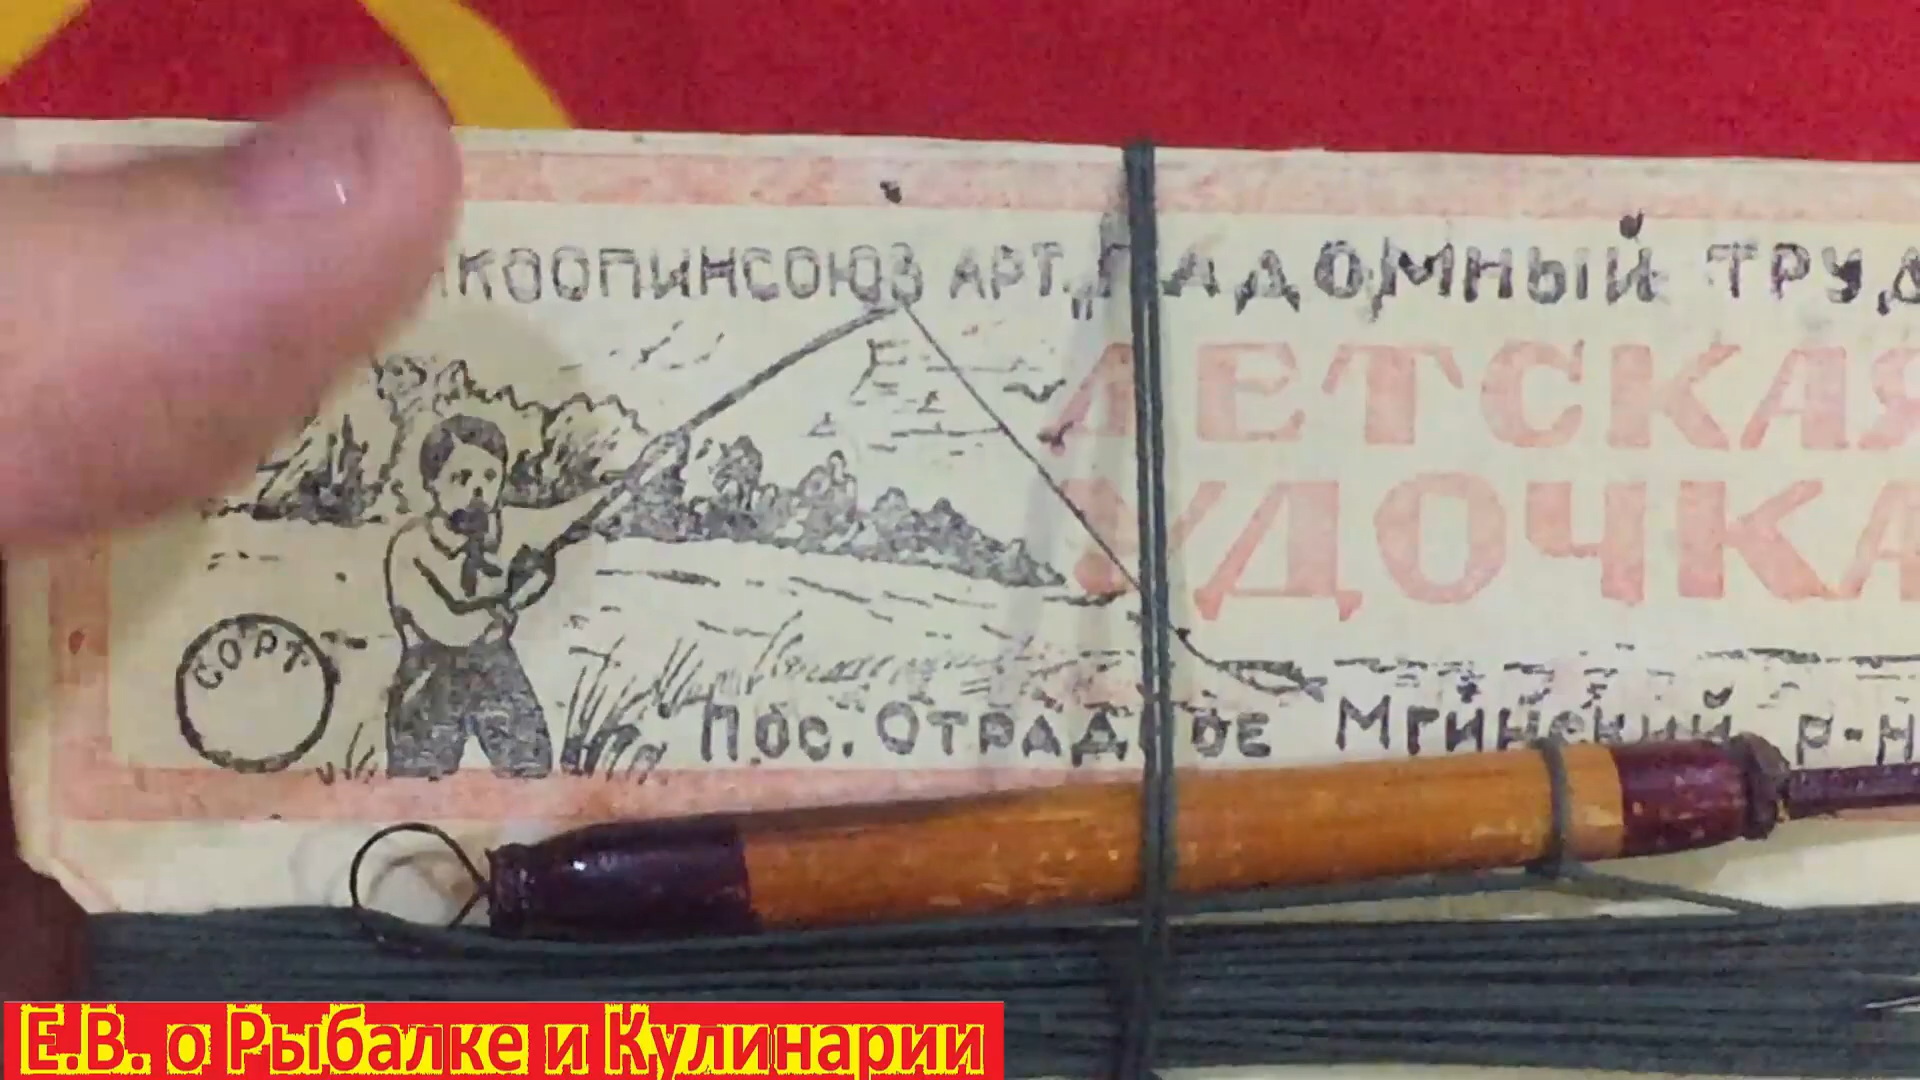 КООПИНСОЮЗ АРТ. „НАДОМНЫЙ ТРУД
ДЕТСКАЯ
УДОЧКА
СОРТ
ПОС. ОТРАДНОЕ МГИНСКИЙ Р-Н
Е.В. о Рыбалке и Кулинарии